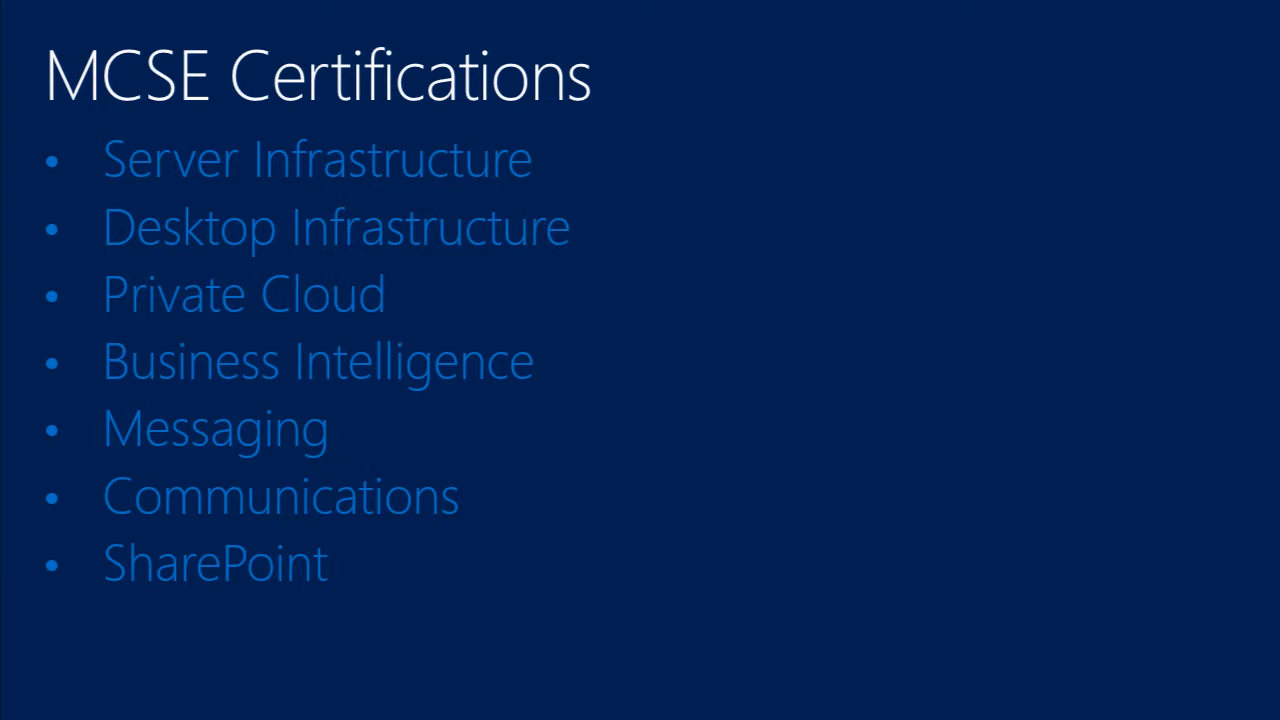 MCSE Certifications
• Server Infrastructure
• Desktop Infrastructure
• Private Cloud
• Business Intelligence
• Messaging
• Communications
• SharePoint